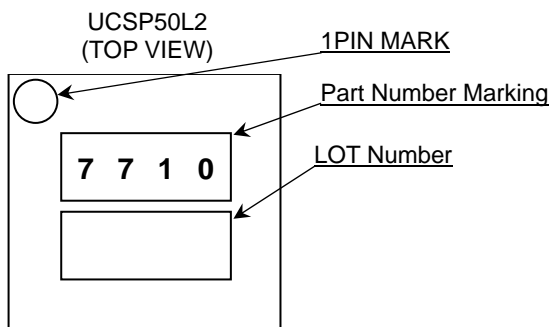 UCSP50L2
(TOP VIEW)
1PIN MARK
Part Number Marking
7 7 1 0
LOT Number